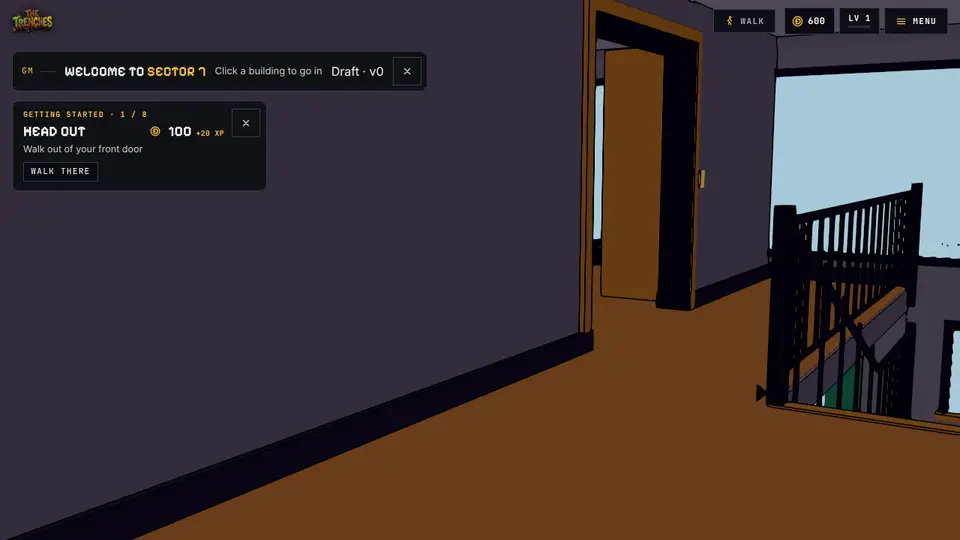 THE TRENCHES
WALK
600
LV 1
MENU
GM WELCOME TO SECTOR 7 Click a building to go in Draft · v0
GETTING STARTED · 1 / 8
HEAD OUT 100 +20 XP
Walk out of your front door
WALK THERE